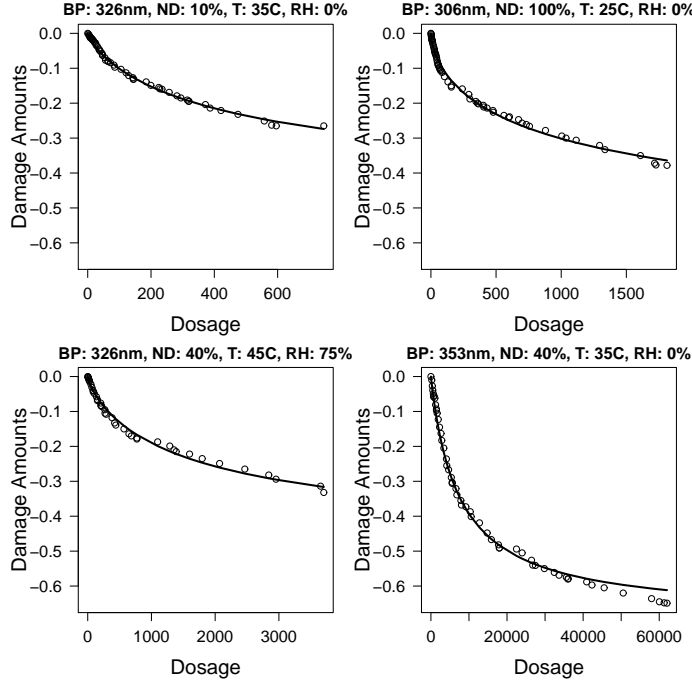 BP: 326nm, ND: 10%, T: 35C, RH: 0%
Damage Amounts
0.0
−0.1
−0.2
−0.3
−0.4
−0.5
−0.6
0 200 400 600
Dosage
BP: 306nm, ND: 100%, T: 25C, RH: 0%
Damage Amounts
0.0
−0.1
−0.2
−0.3
−0.4
−0.5
−0.6
0 500 1000 1500
Dosage
BP: 326nm, ND: 40%, T: 45C, RH: 75%
Damage Amounts
0.0
−0.1
−0.2
−0.3
−0.4
−0.5
−0.6
0 1000 2000 3000
Dosage
BP: 353nm, ND: 40%, T: 35C, RH: 0%
Damage Amounts
0.0
−0.1
−0.2
−0.3
−0.4
−0.5
−0.6
0 20000 40000 60000
Dosage